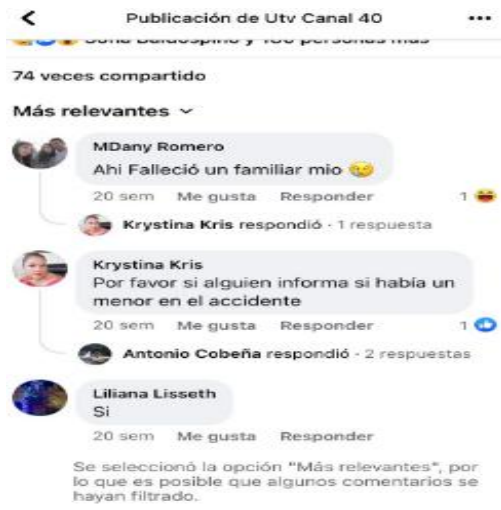 Publicación de Utv Canal 40
74 veces compartido
Más relevantes
MDany Romero
Ahi Falleció un familiar mio
20 sem Me gusta Responder 1
Krystina Kris respondió · 1 respuesta
Krystina Kris
Por favor si alguien informa si había un
menor en el accidente
20 sem Me gusta Responder 1
Antonio Cobeña respondió · 2 respuestas
Liliana Lisseth
Si
20 sem Me gusta Responder
Se seleccionó la opción "Más relevantes", por
lo que es posible que algunos comentarios se
hayan filtrado.